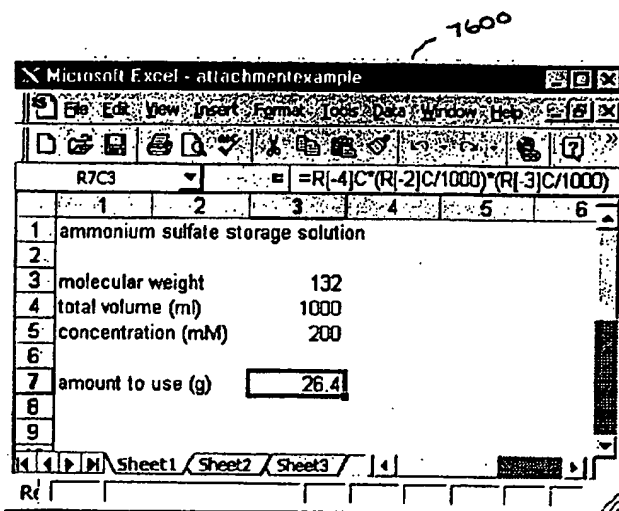 7600
Microsoft Excel - attachmentexample
File Edit View Insert Format Tools Data Window Help
R7C3 = =R[-4]C*(R[-2]C/1000)*(R[-3]C/1000)
1 2 3 4 5 6
1 ammonium sulfate storage solution
2
3 molecular weight 132
4 total volume (ml) 1000
5 concentration (mM) 200
6
7 amount to use (g) 26.4
8
9
Sheet1 Sheet2 Sheet3